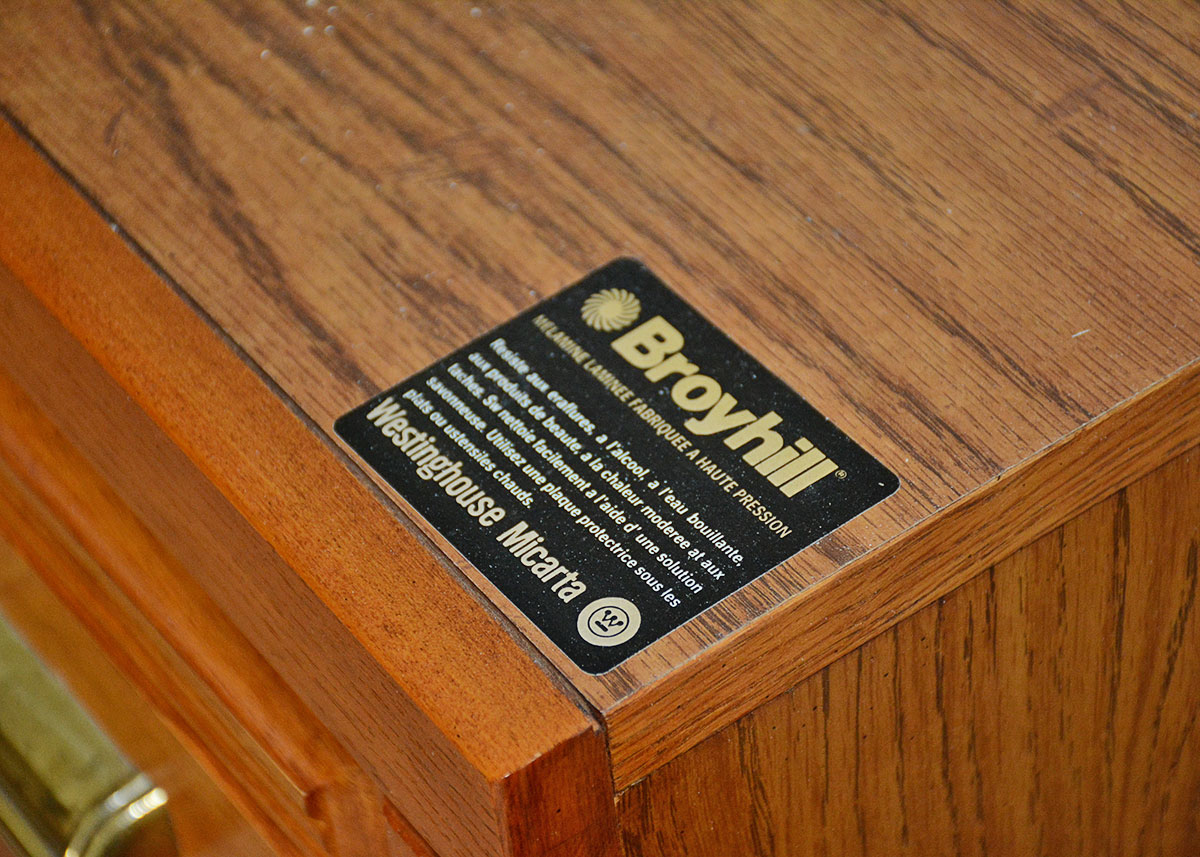 Broyhill®
MELAMINE LAMINEE FABRIQUEE A HAUTE PRESSION
Resiste aux eraflures, a l'alcool, a l'eau bouillante,
aux produits de beaute a la chaleur moderee at aux
taches. Se nettoie facilement a l'aide d' une solution
savonneuse. Utilisez une plaque protectrice sous les
plats ou ustensiles chauds.
Westinghouse Micarta W